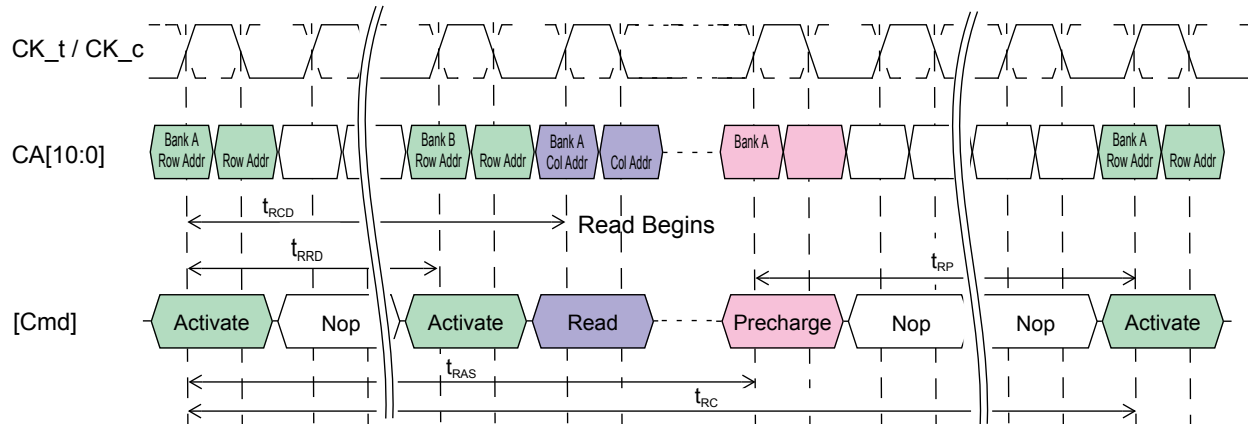 CK_t / CK_c
CA[10:0]
Bank A
Row Addr
Row Addr
Bank B
Row Addr
Row Addr
Bank A
Col Addr
Col Addr
Bank A
Bank A
Row Addr
Row Addr
tRCD
Read Begins
tRRD
tRP
[Cmd]
Activate
Nop
Activate
Read
Precharge
Nop
Nop
Activate
tRAS
tRC